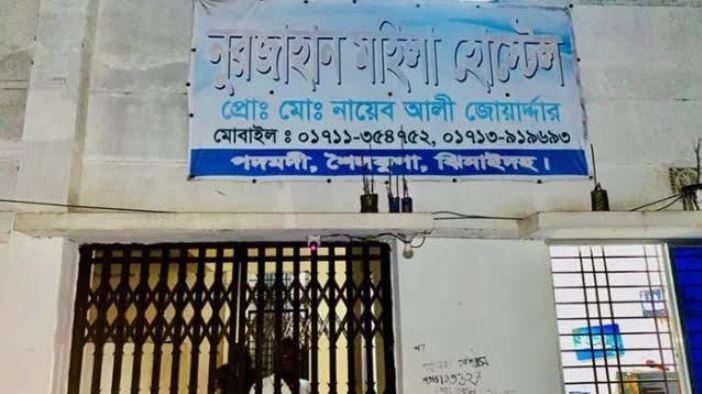 নুরজাহান মহিলা হোস্টেল
প্রোঃ মোঃ নায়েব আলী জোয়ার্দ্দার
মোবাইল : ০১৭১১-৩৫৪৭৫২, ০১৭১৩-৯১৯৬৯৩
পদমদী, শৈলকুপা, ঝিনাইদহ।